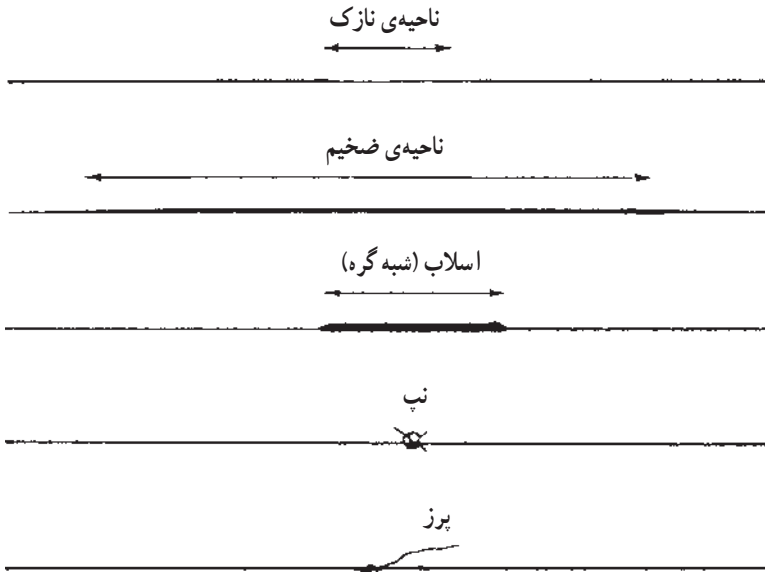 ناحیه‌ی نازک
ناحیه‌ی ضخیم
اسلاب (شبه گره)
نپ
پرز